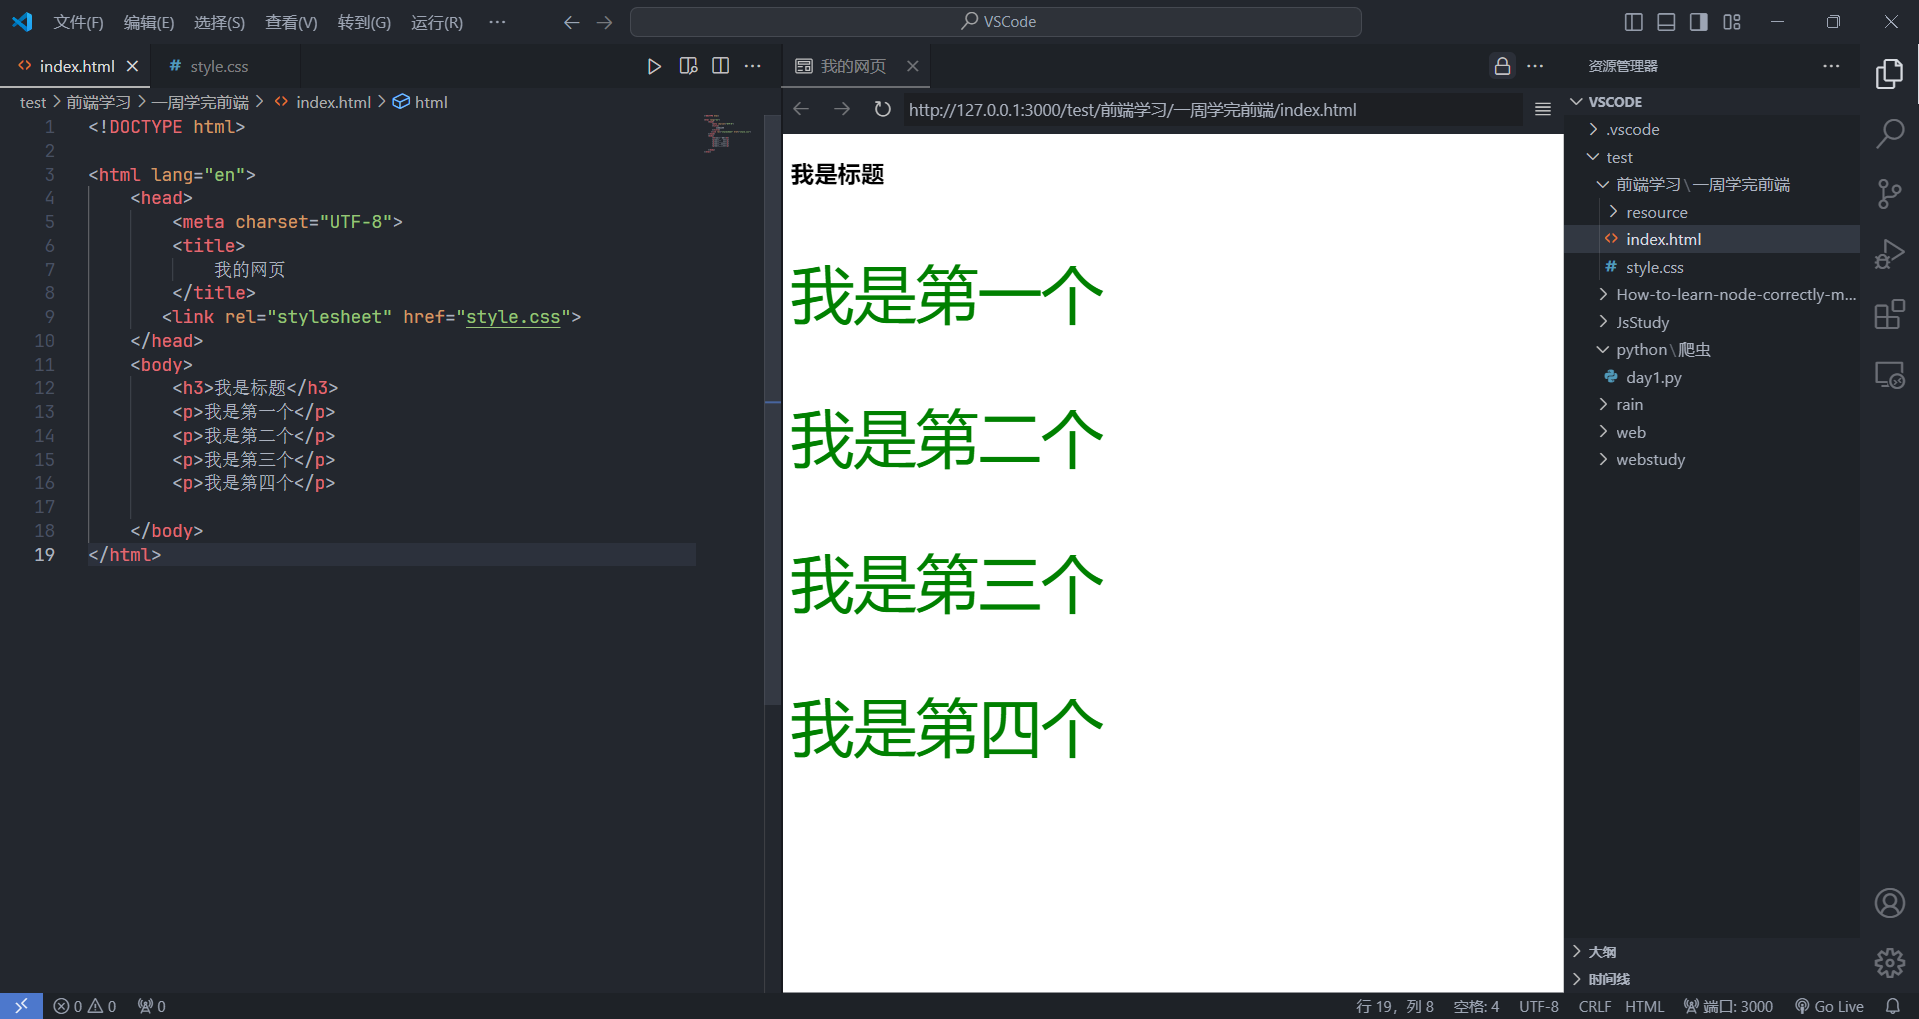 文件(F) 编辑(E) 选择(S) 查看(V) 转到(G) 运行(R) ··· VSCode
index.html style.css
test > 前端学习 > 一周学完前端 > index.html > html
1 <!DOCTYPE html>
2
3 <html lang="en">
4 <head>
5 <meta charset="UTF-8">
6 <title>
7 我的网页
8 </title>
9 <link rel="stylesheet" href="style.css">
10 </head>
11 <body>
12 <h3>我是标题</h3>
13 <p>我是第一个</p>
14 <p>我是第二个</p>
15 <p>我是第三个</p>
16 <p>我是第四个</p>
17
18 </body>
19 </html>
我的网页
http://127.0.0.1:3000/test/前端学习/一周学完前端/index.html
我是标题
我是第一个
我是第二个
我是第三个
我是第四个
资源管理器
VSCODE
.vscode
test
前端学习\一周学完前端
resource
index.html
style.css
How-to-learn-node-correctly-m...
JsStudy
python\爬虫
day1.py
rain
web
webstudy
大纲
时间线
0 0 0 行 19，列 8 空格: 4 UTF-8 CRLF HTML 端口: 3000 Go Live